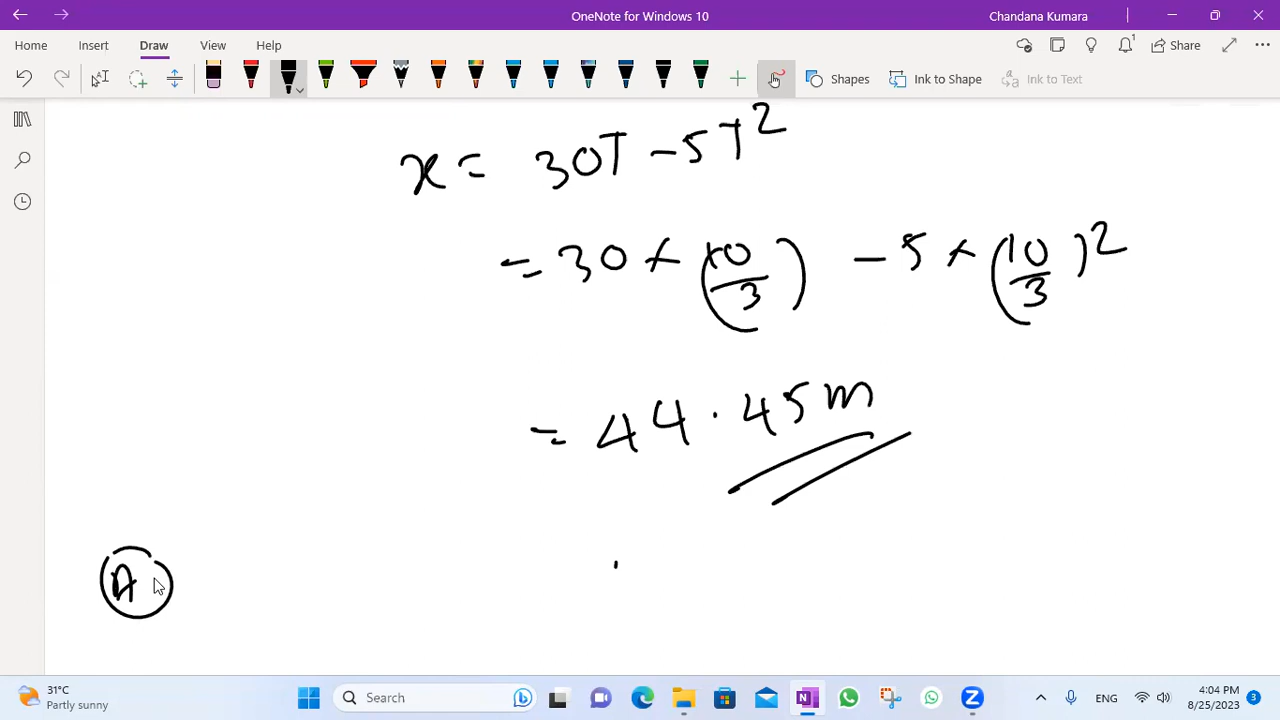 OneNote for Windows 10
Chandana Kumara
Home Insert Draw View Help
Share
Shapes
Ink to Shape
Ink to Text
x = 30T - 5T²
= 30 × (10/3) - 5 × (10/3)²
= 44.45m
A
31°C
Partly sunny
Search
ENG
4:04 PM
8/25/2023
3